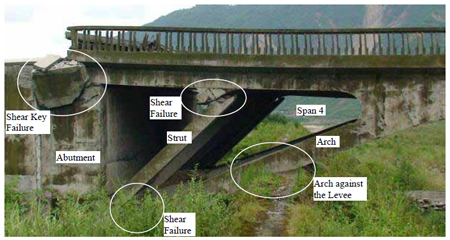 Shear Key
Failure
Shear
Failure
Span 4
Strut
Arch
Abutment
Arch against
the Levee
Shear
Failure